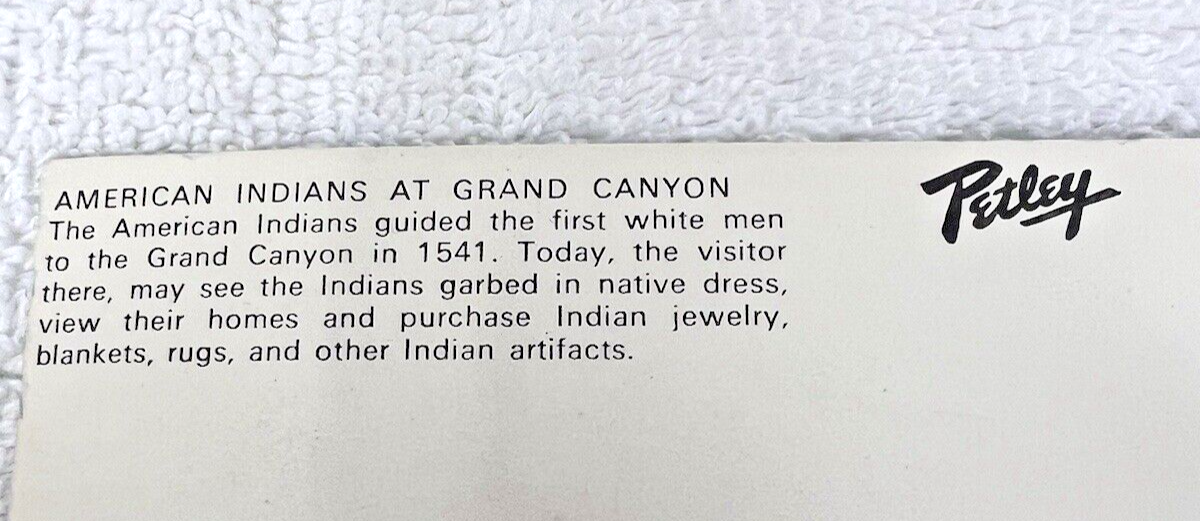 AMERICAN INDIANS AT GRAND CANYON
The American Indians guided the first white men
to the Grand Canyon in 1541. Today, the visitor
there, may see the Indians garbed in native dress,
view their homes and purchase Indian jewelry,
blankets, rugs, and other Indian artifacts.
Petley